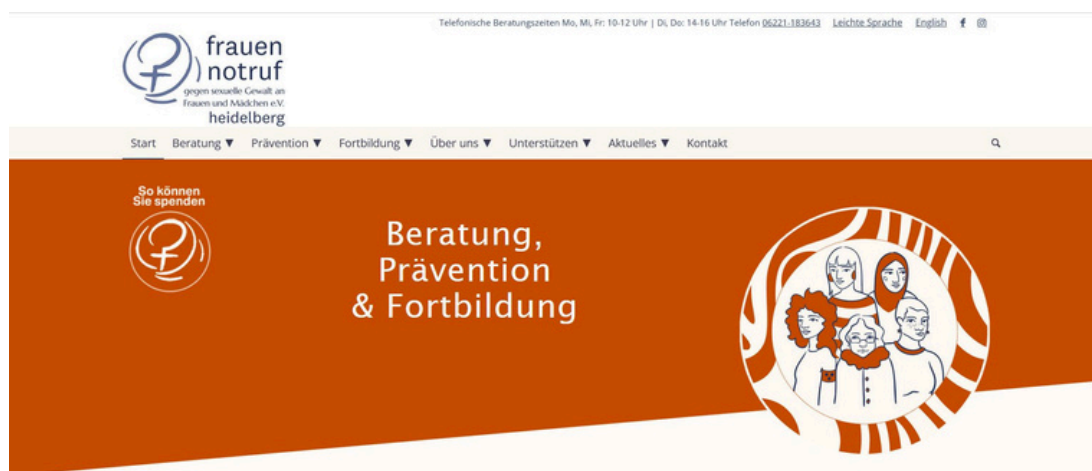 Telefonische Beratungszeiten Mo, Mi, Fr: 10-12 Uhr | Di, Do: 14-16 Uhr Telefon 06221-183643 Leichte Sprache English
frauen
notruf
gegen sexuelle Gewalt an
Frauen und Mädchen e.V.
heidelberg
Start Beratung ▼ Prävention ▼ Fortbildung ▼ Über uns ▼ Unterstützen ▼ Aktuelles ▼ Kontakt
So können
Sie spenden
Beratung,
Prävention
& Fortbildung